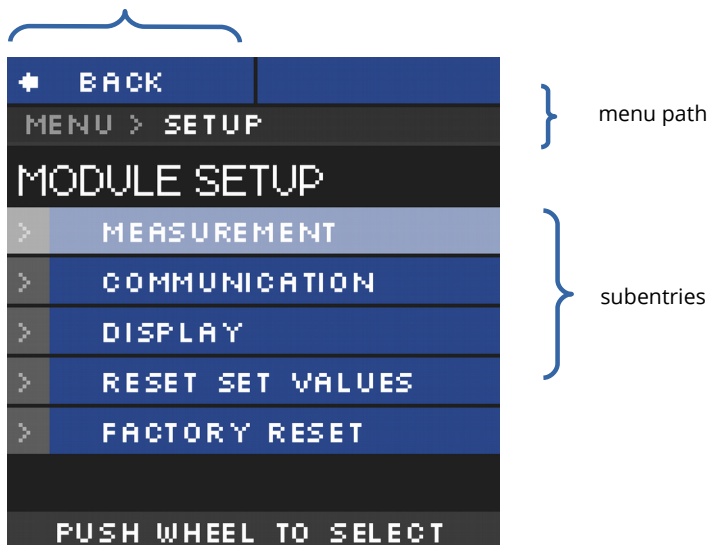 BACK
MENU > SETUP
menu path
MODULE SETUP
> MEASUREMENT
> COMMUNICATION
subentries
> DISPLAY
> RESET SET VALUES
> FACTORY RESET
PUSH WHEEL TO SELECT